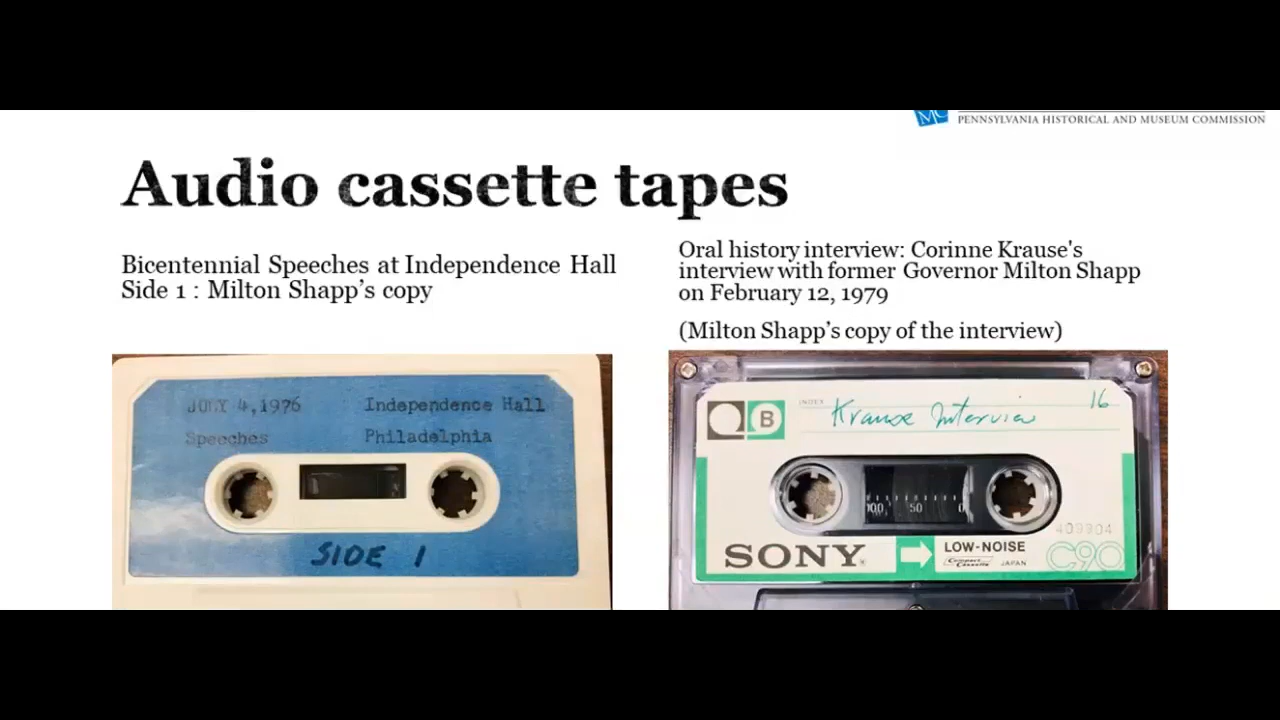 PENNSYLVANIA HISTORICAL AND MUSEUM COMMISSION
Audio cassette tapes
Bicentennial Speeches at Independence Hall
Side 1 : Milton Shapp’s copy
Oral history interview: Corinne Krause's
interview with former Governor Milton Shapp
on February 12, 1979
(Milton Shapp’s copy of the interview)
JULY 4,1976 Independence Hall
Speeches Philadelphia
SIDE 1
B INDEX Krause Interview 16
100 50 0
409904
SONY LOW-NOISE C90
Compact Cassette JAPAN